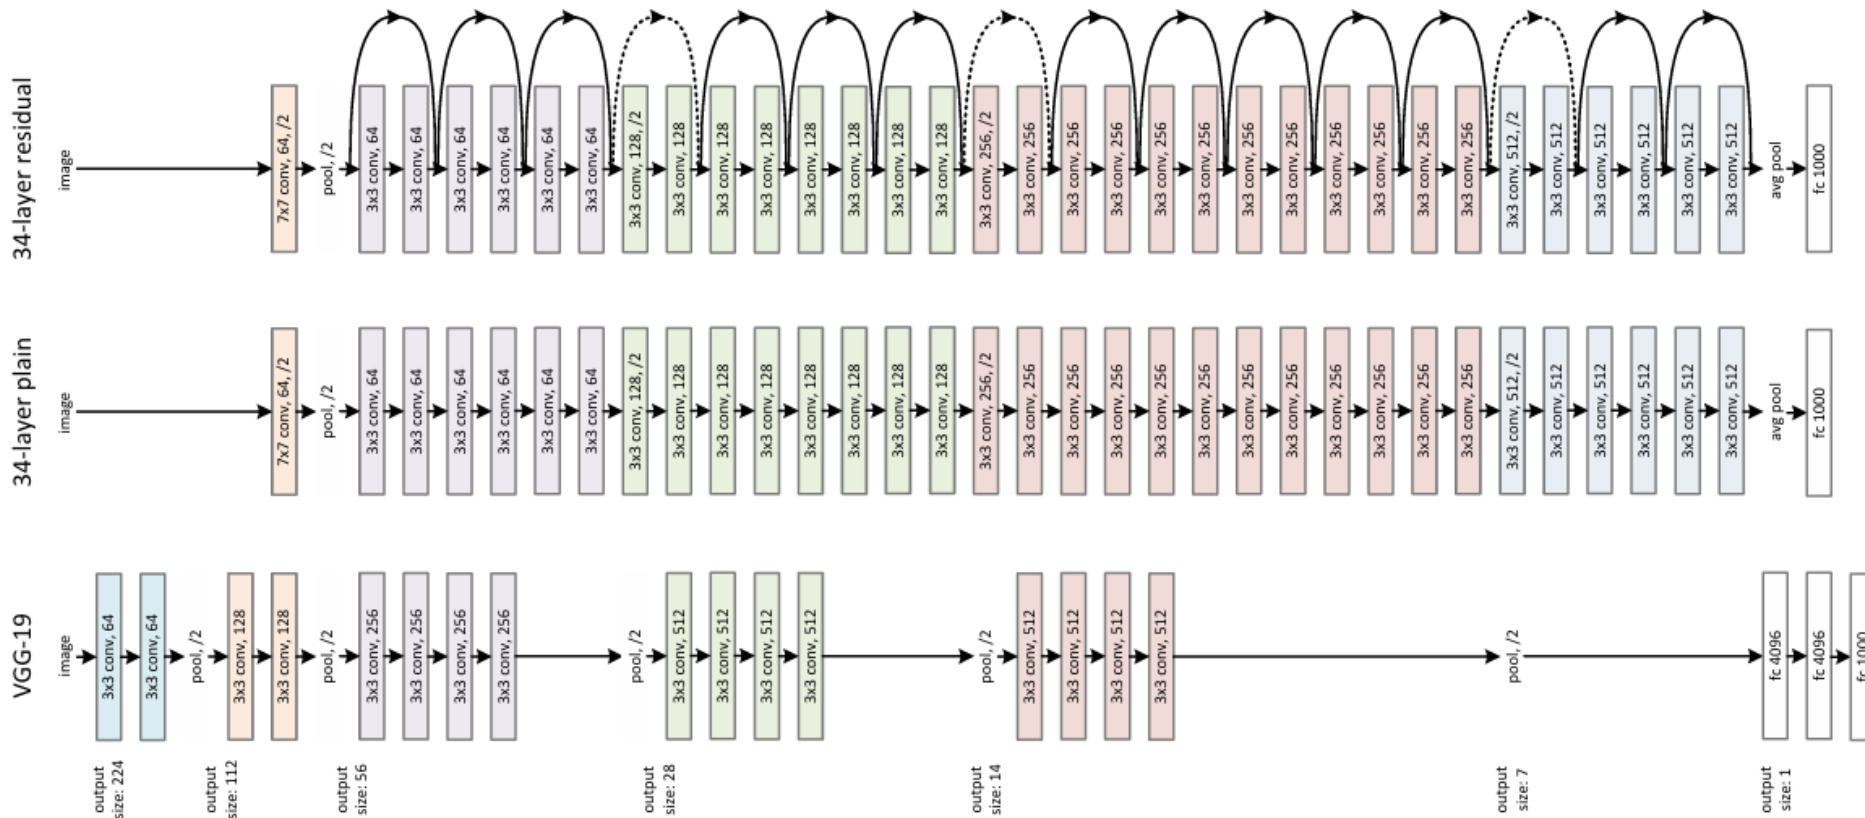 34-layer residual
image
7x7 conv, 64, /2
pool, /2
3x3 conv, 64
3x3 conv, 64
3x3 conv, 64
3x3 conv, 64
3x3 conv, 64
3x3 conv, 64
3x3 conv, 128, /2
3x3 conv, 128
3x3 conv, 128
3x3 conv, 128
3x3 conv, 128
3x3 conv, 128
3x3 conv, 128
3x3 conv, 128
3x3 conv, 256, /2
3x3 conv, 256
3x3 conv, 256
3x3 conv, 256
3x3 conv, 256
3x3 conv, 256
3x3 conv, 256
3x3 conv, 256
3x3 conv, 256
3x3 conv, 256
3x3 conv, 256
3x3 conv, 256
3x3 conv, 512, /2
3x3 conv, 512
3x3 conv, 512
3x3 conv, 512
3x3 conv, 512
3x3 conv, 512
avg pool
fc 1000
34-layer plain
image
7x7 conv, 64, /2
pool, /2
3x3 conv, 64
3x3 conv, 64
3x3 conv, 64
3x3 conv, 64
3x3 conv, 64
3x3 conv, 64
3x3 conv, 128, /2
3x3 conv, 128
3x3 conv, 128
3x3 conv, 128
3x3 conv, 128
3x3 conv, 128
3x3 conv, 128
3x3 conv, 128
3x3 conv, 256, /2
3x3 conv, 256
3x3 conv, 256
3x3 conv, 256
3x3 conv, 256
3x3 conv, 256
3x3 conv, 256
3x3 conv, 256
3x3 conv, 256
3x3 conv, 256
3x3 conv, 256
3x3 conv, 256
3x3 conv, 512, /2
3x3 conv, 512
3x3 conv, 512
3x3 conv, 512
3x3 conv, 512
3x3 conv, 512
avg pool
fc 1000
VGG-19
image
3x3 conv, 64
3x3 conv, 64
pool, /2
3x3 conv, 128
3x3 conv, 128
pool, /2
3x3 conv, 256
3x3 conv, 256
3x3 conv, 256
3x3 conv, 256
pool, /2
3x3 conv, 512
3x3 conv, 512
3x3 conv, 512
3x3 conv, 512
pool, /2
3x3 conv, 512
3x3 conv, 512
3x3 conv, 512
3x3 conv, 512
pool, /2
fc 4096
fc 4096
fc 1000
output
size: 224
output
size: 112
output
size: 56
output
size: 28
output
size: 14
output
size: 7
output
size: 1